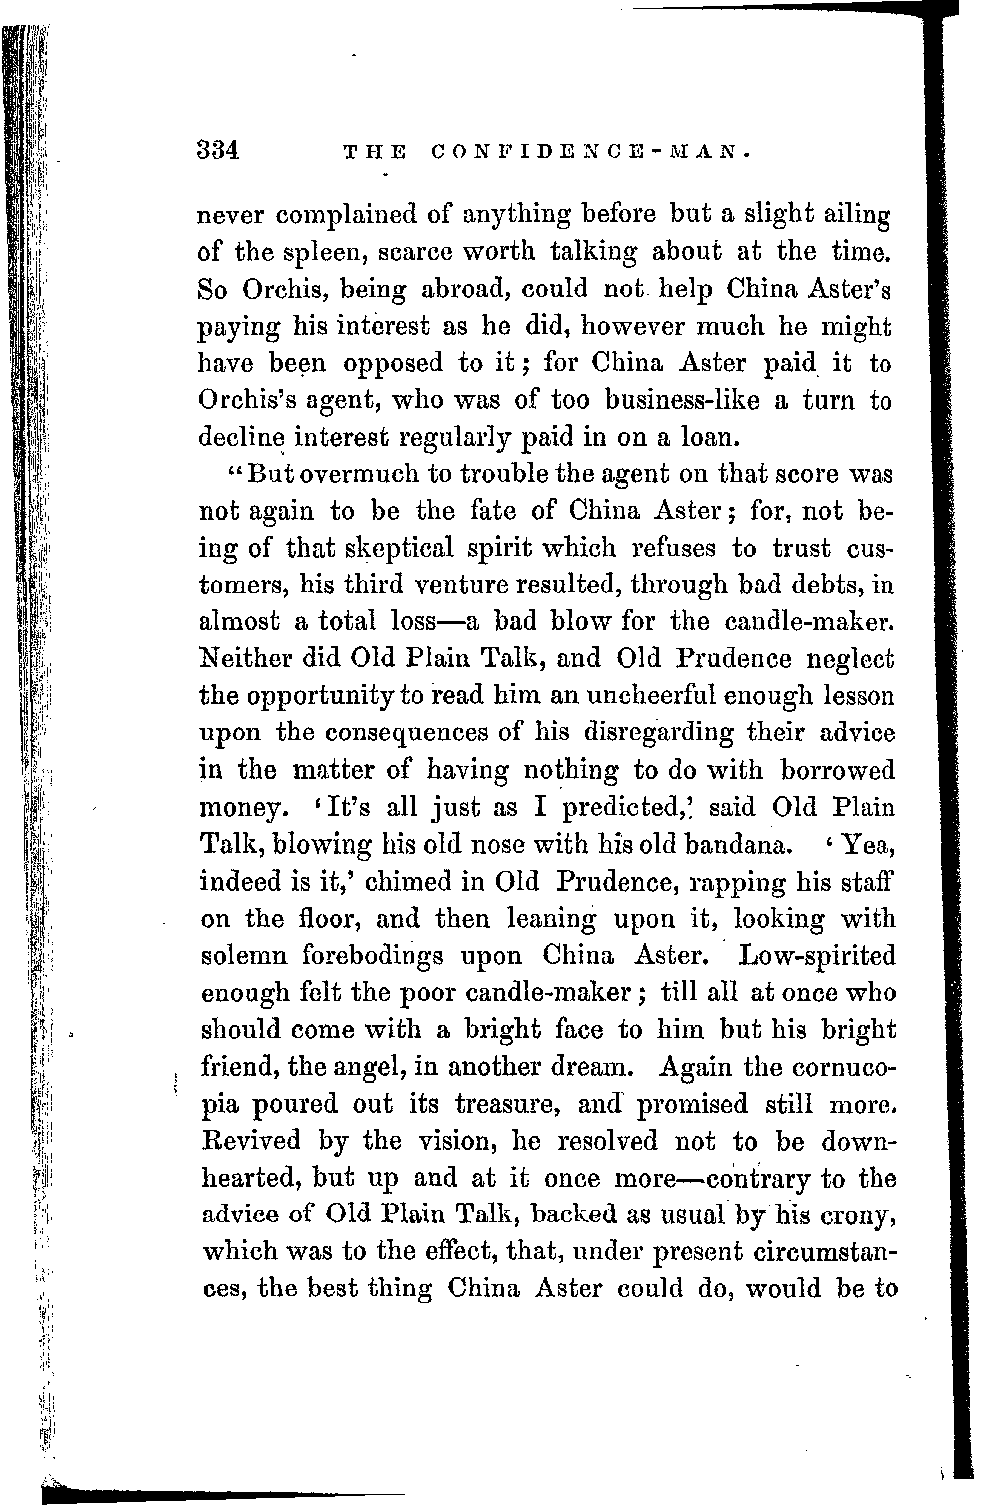 334 THE CONFIDENCE-MAN.
never complained of anything before but a slight ailing
of the spleen, scarce worth talking about at the time.
So Orchis, being abroad, could not help China Aster's
paying his interest as he did, however much he might
have been opposed to it; for China Aster paid it to
Orchis's agent, who was of too business-like a turn to
decline interest regularly paid in on a loan.
"But overmuch to trouble the agent on that score was
not again to be the fate of China Aster; for, not be-
ing of that skeptical spirit which refuses to trust cus-
tomers, his third venture resulted, through bad debts, in
almost a total loss—a bad blow for the candle-maker.
Neither did Old Plain Talk, and Old Prudence neglect
the opportunity to read him an uncheerful enough lesson
upon the consequences of his disregarding their advice
in the matter of having nothing to do with borrowed
money. 'It's all just as I predicted,' said Old Plain
Talk, blowing his old nose with his old bandana. 'Yea,
indeed is it,' chimed in Old Prudence, rapping his staff
on the floor, and then leaning upon it, looking with
solemn forebodings upon China Aster. Low-spirited
enough felt the poor candle-maker; till all at once who
should come with a bright face to him but his bright
friend, the angel, in another dream. Again the cornuco-
pia poured out its treasure, and promised still more.
Revived by the vision, he resolved not to be down-
hearted, but up and at it once more—contrary to the
advice of Old Plain Talk, backed as usual by his crony,
which was to the effect, that, under present circumstan-
ces, the best thing China Aster could do, would be to